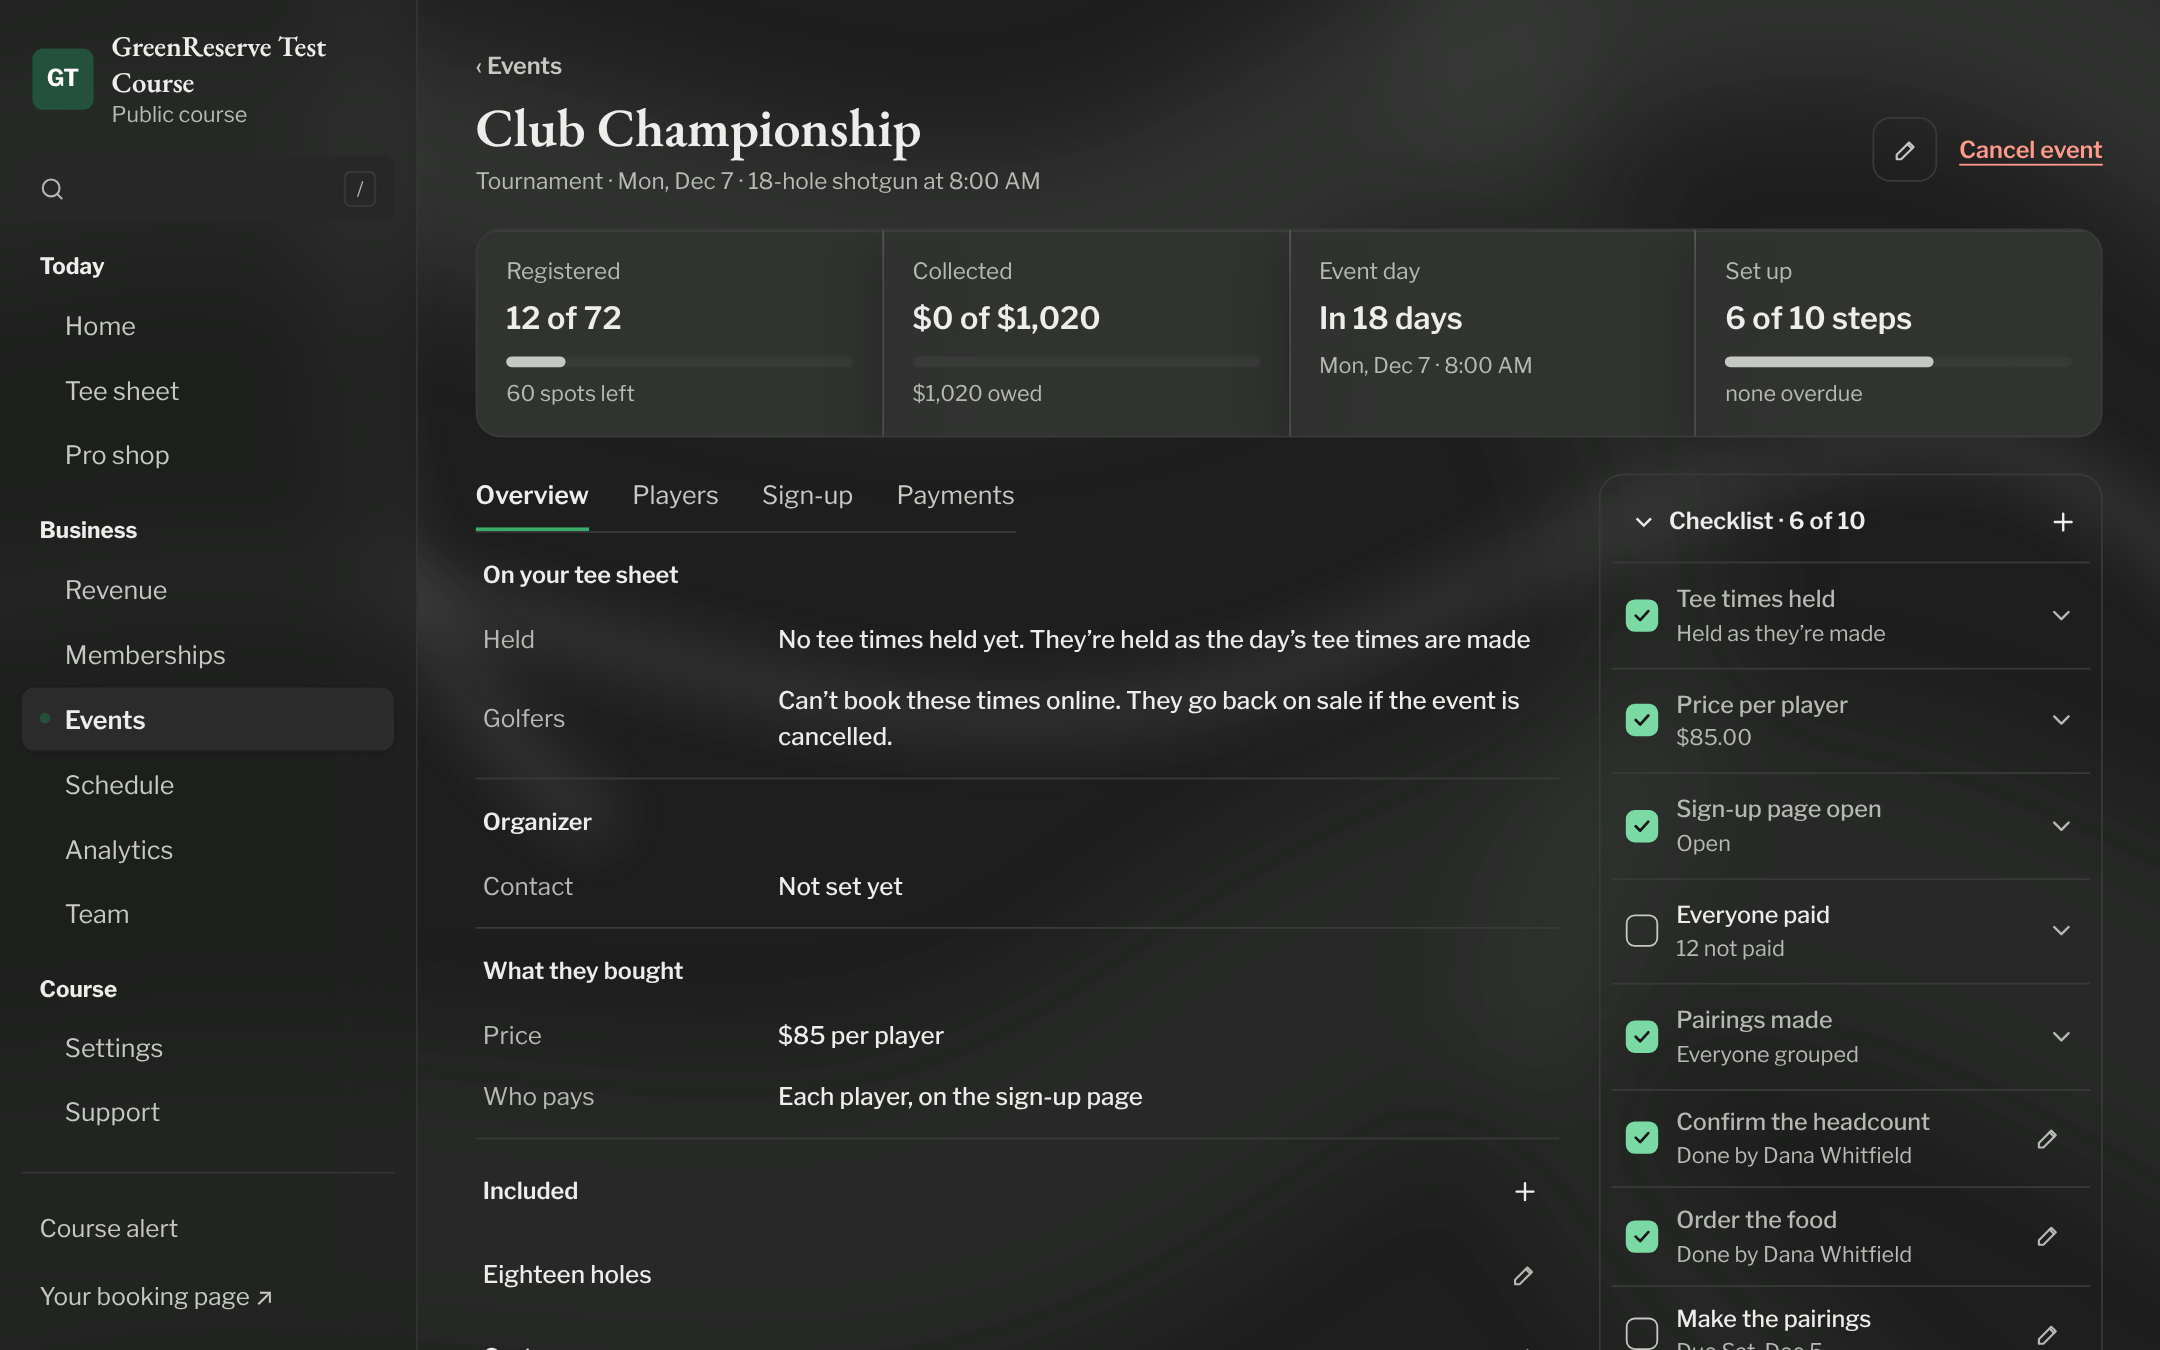 GT
GreenReserve Test
Course
Public course
/
Today
Home
Tee sheet
Pro shop
Business
Revenue
Memberships
Events
Schedule
Analytics
Team
Course
Settings
Support
Course alert
Your booking page ↗
‹ Events
Club Championship
Tournament · Mon, Dec 7 · 18-hole shotgun at 8:00 AM
Cancel event
Registered
12 of 72
60 spots left
Collected
$0 of $1,020
$1,020 owed
Event day
In 18 days
Mon, Dec 7 · 8:00 AM
Set up
6 of 10 steps
none overdue
Overview
Players
Sign-up
Payments
On your tee sheet
Held
No tee times held yet. They’re held as the day’s tee times are made
Golfers
Can’t book these times online. They go back on sale if the event is
cancelled.
Organizer
Contact
Not set yet
What they bought
Price
$85 per player
Who pays
Each player, on the sign-up page
Included
Eighteen holes
Checklist · 6 of 10
Tee times held
Held as they’re made
Price per player
$85.00
Sign-up page open
Open
Everyone paid
12 not paid
Pairings made
Everyone grouped
Confirm the headcount
Done by Dana Whitfield
Order the food
Done by Dana Whitfield
Make the pairings
Due Sat, Dec 5